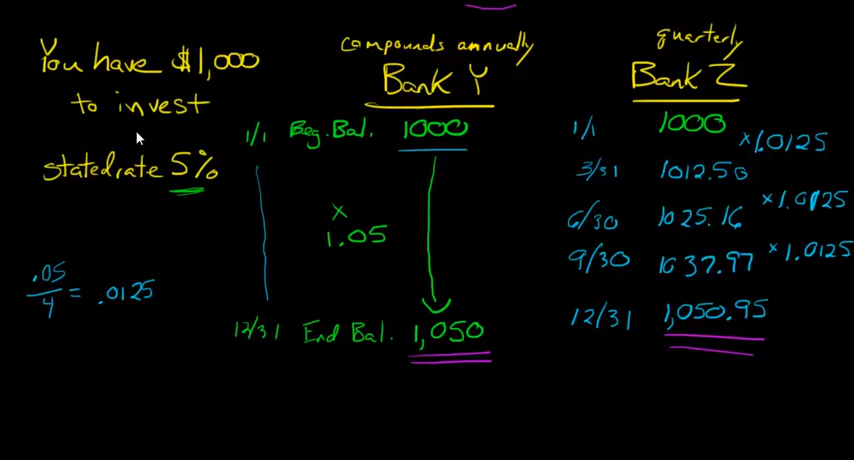 You have $1,000
to invest
stated rate 5%
.05
4 = .0125
compounds annually
Bank Y
1/1 Beg. Bal. 1000
x
1.05
12/31 End Bal. 1,050
quarterly
Bank Z
1/1 1000
x1.0125
3/31 1012.50
x1.0125
6/30 1025.16
x1.0125
9/30 1037.97
12/31 1,050.95